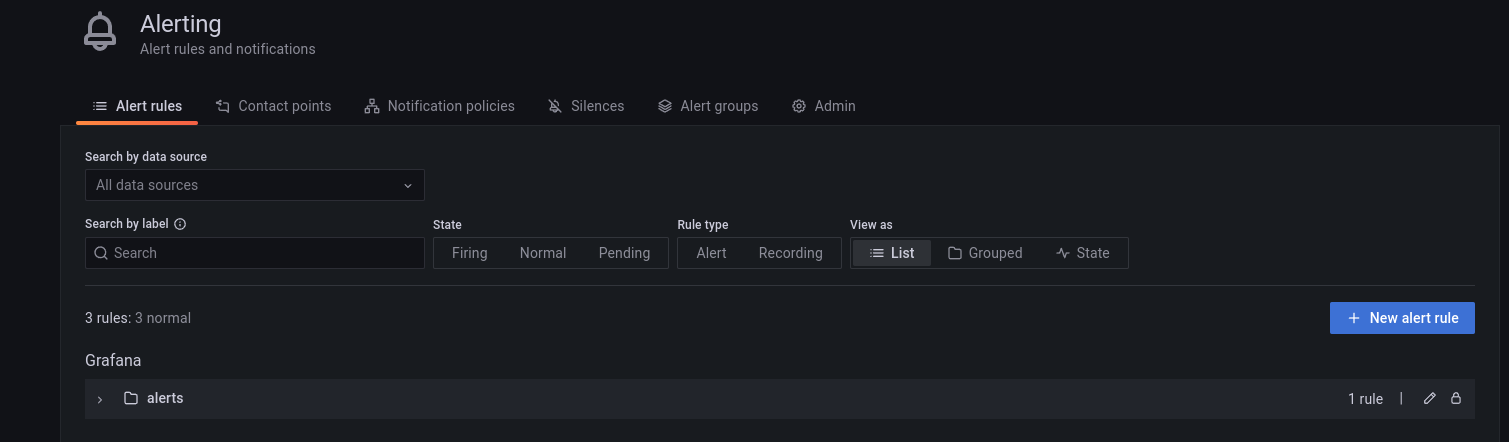 Alerting
Alert rules and notifications
Alert rules Contact points Notification policies Silences Alert groups Admin
Search by data source
All data sources
Search by label State Rule type View as
Search Firing Normal Pending Alert Recording List Grouped State
3 rules: 3 normal + New alert rule
Grafana
alerts 1 rule |